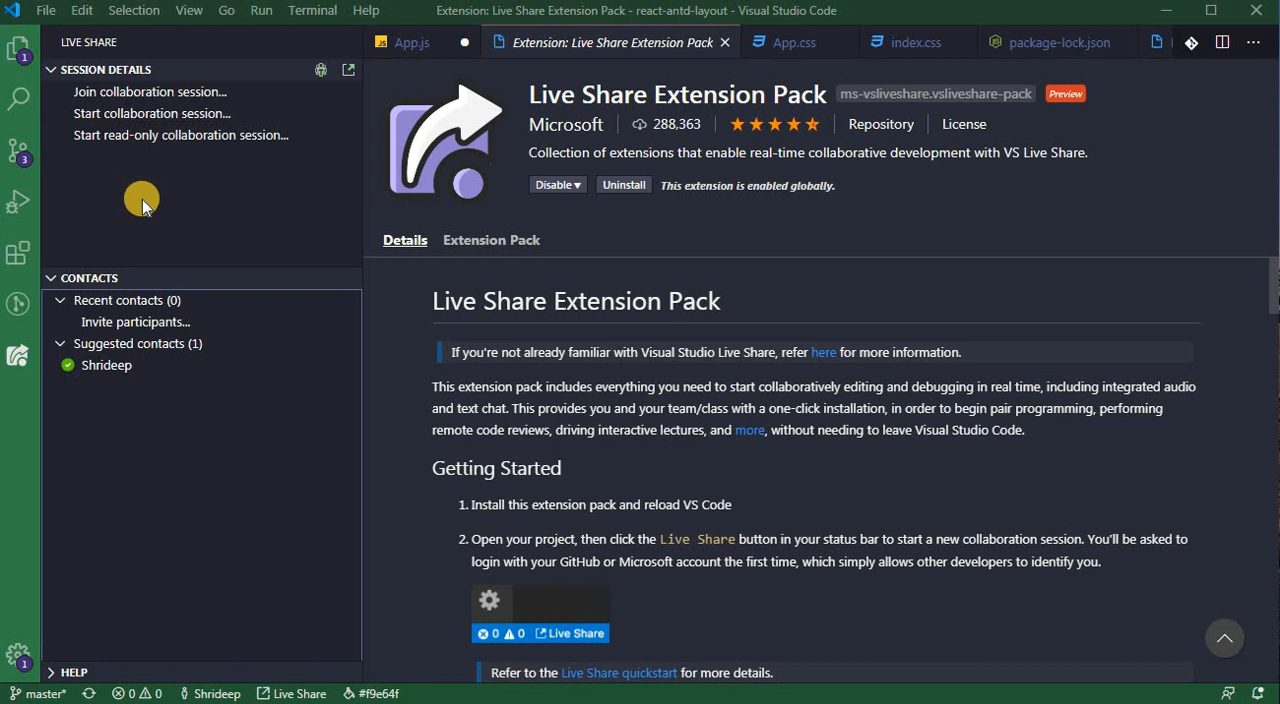 File Edit Selection View Go Run Terminal Help Extension: Live Share Extension Pack - react-antd-layout - Visual Studio Code
LIVE SHARE
App.js Extension: Live Share Extension Pack App.css index.css package-lock.json
1
SESSION DETAILS
Join collaboration session...
Start collaboration session...
Start read-only collaboration session...
3
Live Share Extension Pack ms-vsliveshare.vsliveshare-pack Preview
Microsoft 288,363 Repository License
Collection of extensions that enable real-time collaborative development with VS Live Share.
Disable Uninstall This extension is enabled globally.
Details Extension Pack
CONTACTS
Recent contacts (0)
Invite participants...
Suggested contacts (1)
Shrideep
Live Share Extension Pack
If you're not already familiar with Visual Studio Live Share, refer here for more information.
This extension pack includes everything you need to start collaboratively editing and debugging in real time, including integrated audio
and text chat. This provides you and your team/class with a one-click installation, in order to begin pair programming, performing
remote code reviews, driving interactive lectures, and more, without needing to leave Visual Studio Code.
Getting Started
1. Install this extension pack and reload VS Code
2. Open your project, then click the Live Share button in your status bar to start a new collaboration session. You'll be asked to
login with your GitHub or Microsoft account the first time, which simply allows other developers to identify you.
0 0 Live Share
Refer to the Live Share quickstart for more details.
1
HELP
master* 0 0 Shrideep Live Share #f9e64f